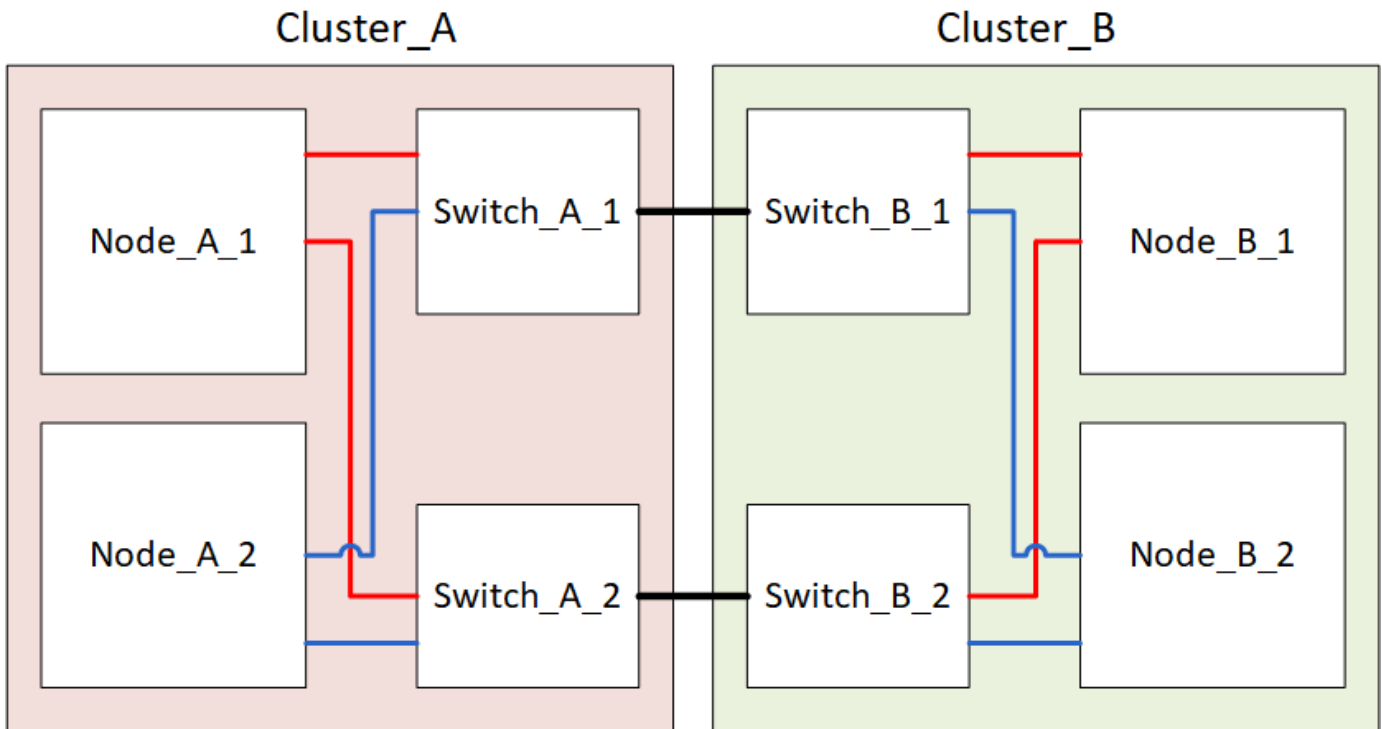 Cluster_A
Cluster_B
Node_A_1
Switch_A_1
Switch_B_1
Node_B_1
Node_A_2
Switch_A_2
Switch_B_2
Node_B_2